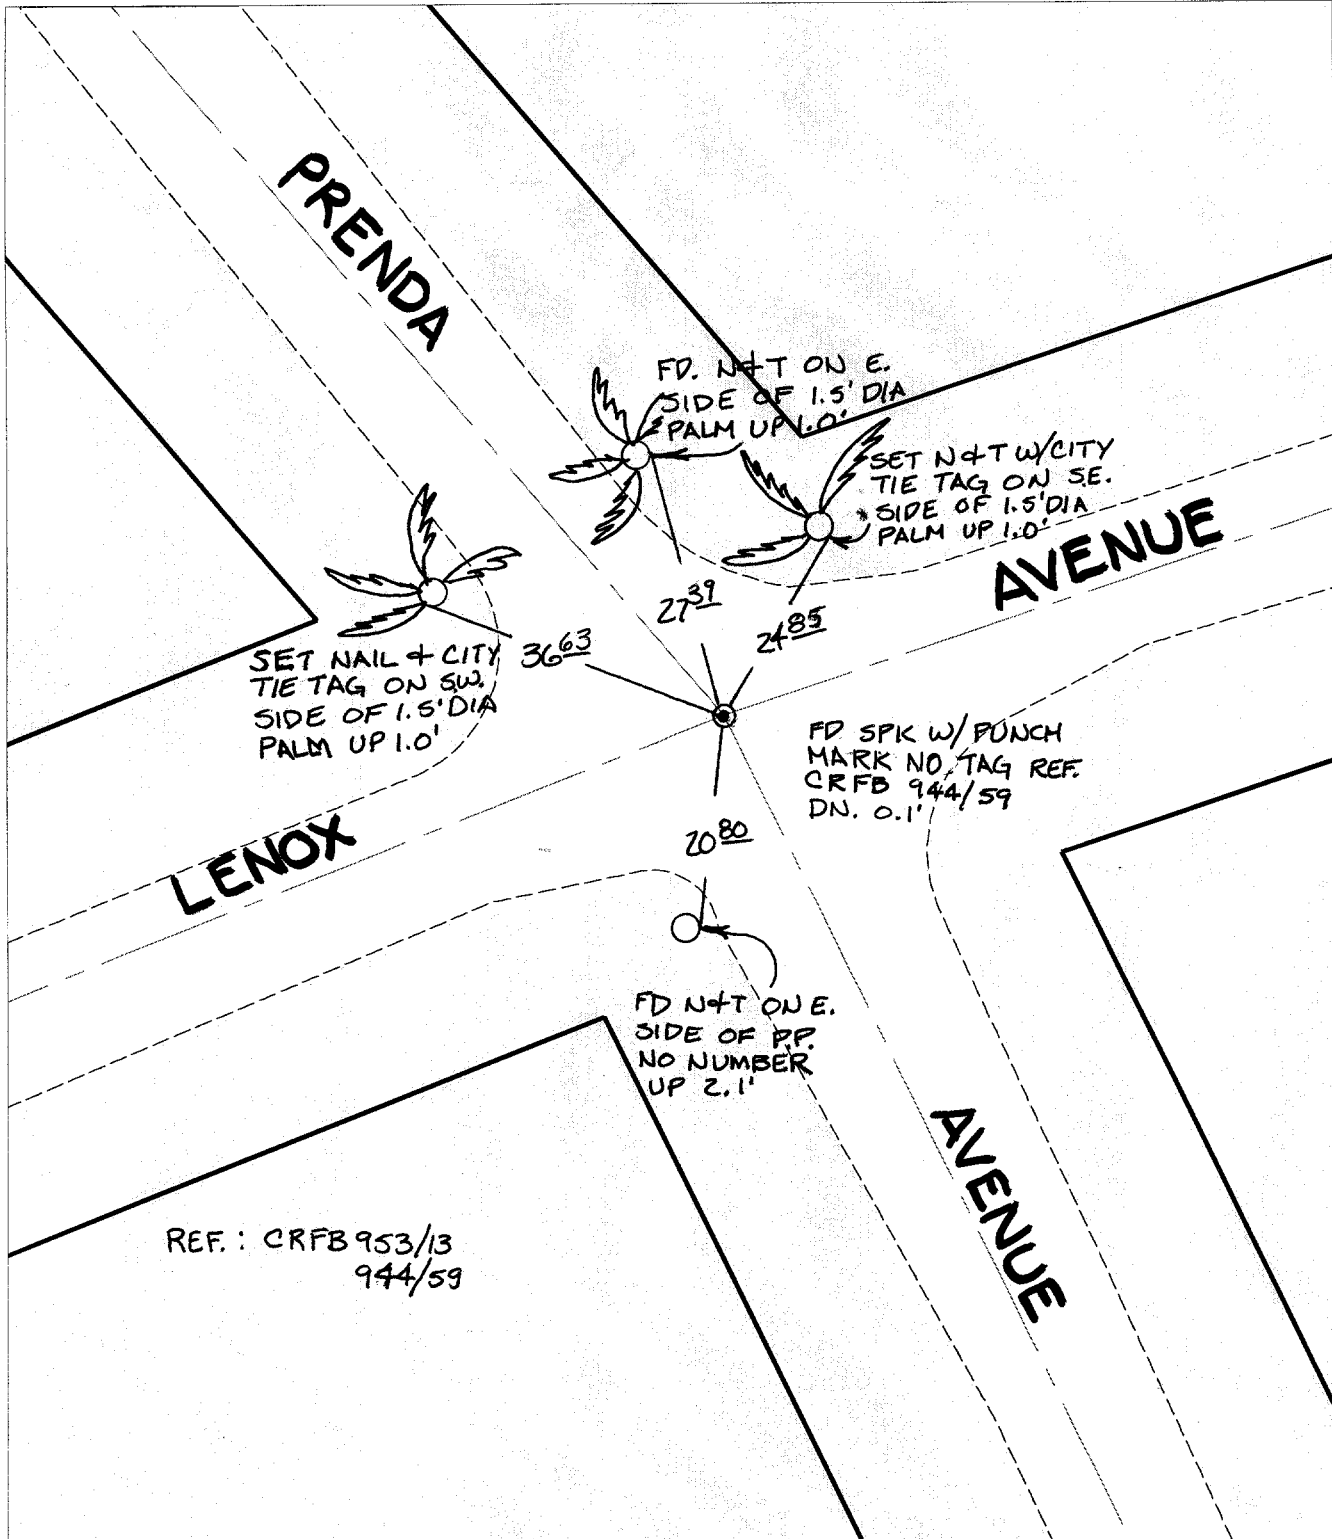 PRENDA
FD. N&T ON E.
SIDE OF 1.5' DIA
PALM UP 1.0'
SET N&T W/CITY
TIE TAG ON S.E.
SIDE OF 1.5' DIA
PALM UP 1.0'
AVENUE
27 39
24 85
36 63
SET NAIL & CITY
TIE TAG ON S.W.
SIDE OF 1.5' DIA
PALM UP 1.0'
FD SPK W/ PUNCH
MARK NO TAG REF.
CRFB 944/59
DN. 0.1'
LENOX
20 80
FD N&T ON E.
SIDE OF P.P.
NO NUMBER
UP 2.1'
AVENUE
REF.: CRFB 953/13
944/59